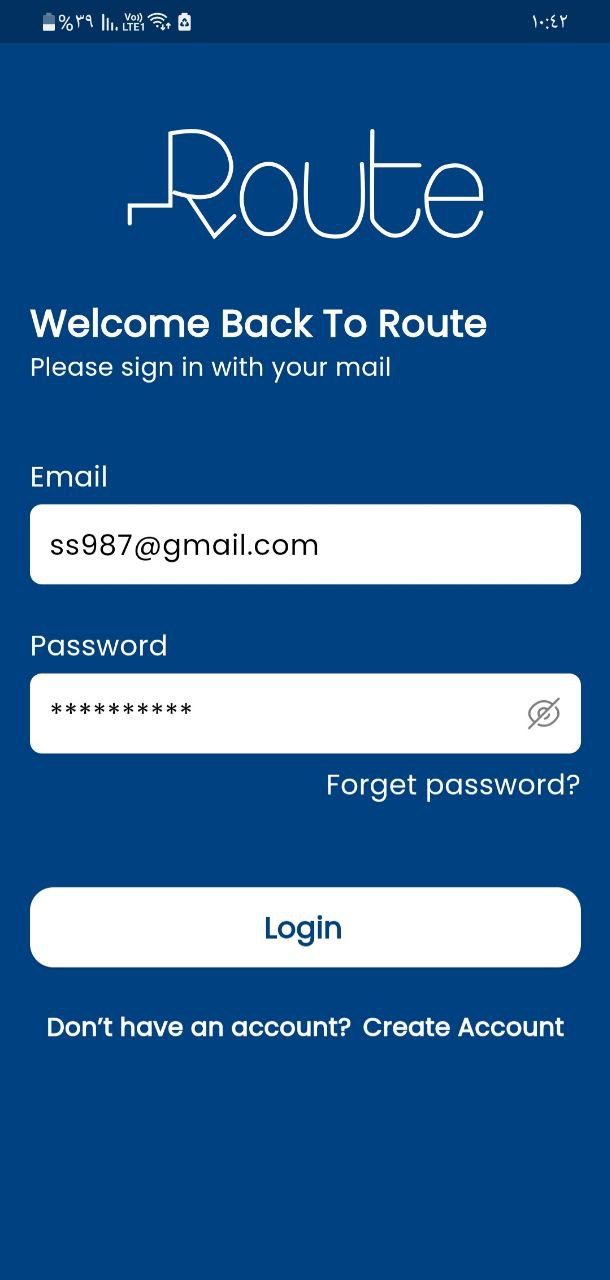 %٣٩ Vo)) LTE1 ١٠:٤٢
Route
Welcome Back To Route
Please sign in with your mail
Email
ss987@gmail.com
Password
**********
Forget password?
Login
Don’t have an account? Create Account